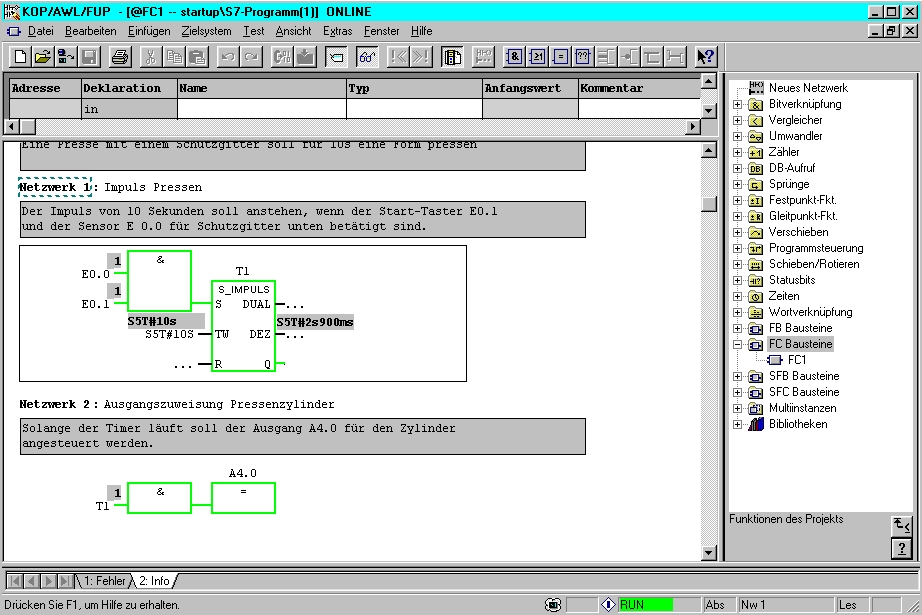 KOP/AWL/FUP - [@FC1 -- startup\S7-Programm(1)] ONLINE
Datei Bearbeiten Einfügen Zielsystem Test Ansicht Extras Fenster Hilfe
Adresse Deklaration Name Typ Anfangswert Kommentar
in
Eine Presse mit einem Schutzgitter soll für 10s eine Form pressen
Netzwerk 1: Impuls Pressen
Der Impuls von 10 Sekunden soll anstehen, wenn der Start-Taster E0.1
und der Sensor E 0.0 für Schutzgitter unten betätigt sind.
1 &
E0.0 T1
1 S_IMPULS
E0.1 S DUAL ...
S5T#10s S5T#2s900ms
S5T#10S TW DEZ ...
... R Q
Netzwerk 2: Ausgangszuweisung Pressenzylinder
Solange der Timer läuft soll der Ausgang A4.0 für den Zylinder
angesteuert werden.
A4.0
1 & =
T1
Neues Netzwerk
Bitverknüpfung
Vergleicher
Umwandler
Zähler
DB-Aufruf
Sprünge
Festpunkt-Fkt.
Gleitpunkt-Fkt.
Verschieben
Programmsteuerung
Schieben/Rotieren
Statusbits
Zeiten
Wortverknüpfung
FB Bausteine
FC Bausteine
FC1
SFB Bausteine
SFC Bausteine
Multiinstanzen
Bibliotheken
Funktionen des Projekts
1: Fehler 2: Info
Drücken Sie F1, um Hilfe zu erhalten. RUN Abs Nw 1 Les